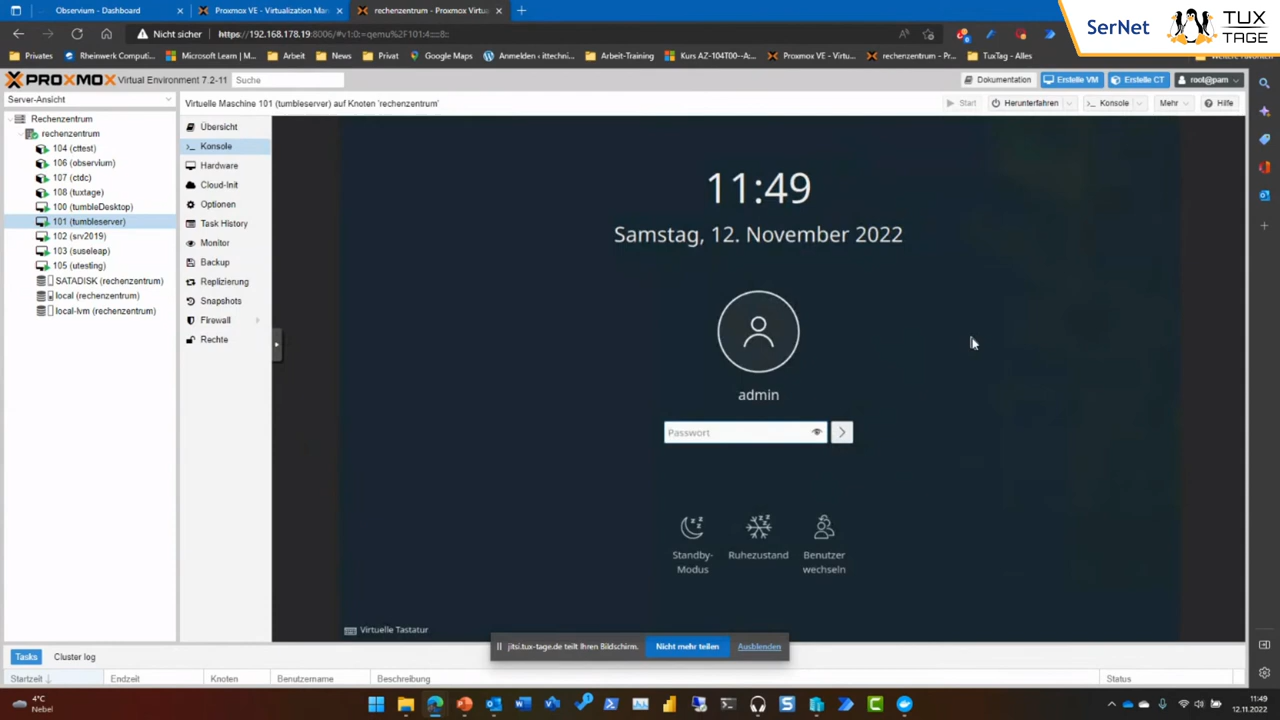 Observium - Dashboard
Proxmox VE - Virtualization Man
rechenzentrum - Proxmox Virtua
SerNet
TUX
TAGE
Nicht sicher
https://192.168.178.19:8006/#v1:0:=qemu%2F101:4:::::8::
Privates
Rheinwerk Computi...
Microsoft Learn | M...
Arbeit
News
Privat
Google Maps
Anmelden ‹ ittechni...
Arbeit-Training
Kurs AZ-104T00--A...
Proxmox VE - Virtu...
rechenzentrum - Pr...
TuxTag - Alles
Weitere Favoriten
PROXMOX Virtual Environment 7.2-11
Suche
Dokumentation
Erstelle VM
Erstelle CT
root@pam
Server-Ansicht
Virtuelle Maschine 101 (tumbleserver) auf Knoten 'rechenzentrum'
Start
Herunterfahren
Konsole
Mehr
Hilfe
Rechenzentrum
rechenzentrum
104 (cttest)
106 (observium)
107 (ctdc)
108 (tuxtage)
100 (tumbleDesktop)
101 (tumbleserver)
102 (srv2019)
103 (suseleap)
105 (utesting)
SATADISK (rechenzentrum)
local (rechenzentrum)
local-lvm (rechenzentrum)
Übersicht
Konsole
Hardware
Cloud-Init
Optionen
Task History
Monitor
Backup
Replizierung
Snapshots
Firewall
Rechte
11:49
Samstag, 12. November 2022
admin
Passwort
Standby-
Modus
Ruhezustand
Benutzer
wechseln
Virtuelle Tastatur
jitsi.tux-tage.de teilt Ihren Bildschirm.
Nicht mehr teilen
Ausblenden
Tasks
Cluster log
Startzeit
Endzeit
Knoten
Benutzername
Beschreibung
Status
4°C
Nebel
11:49
12.11.2022